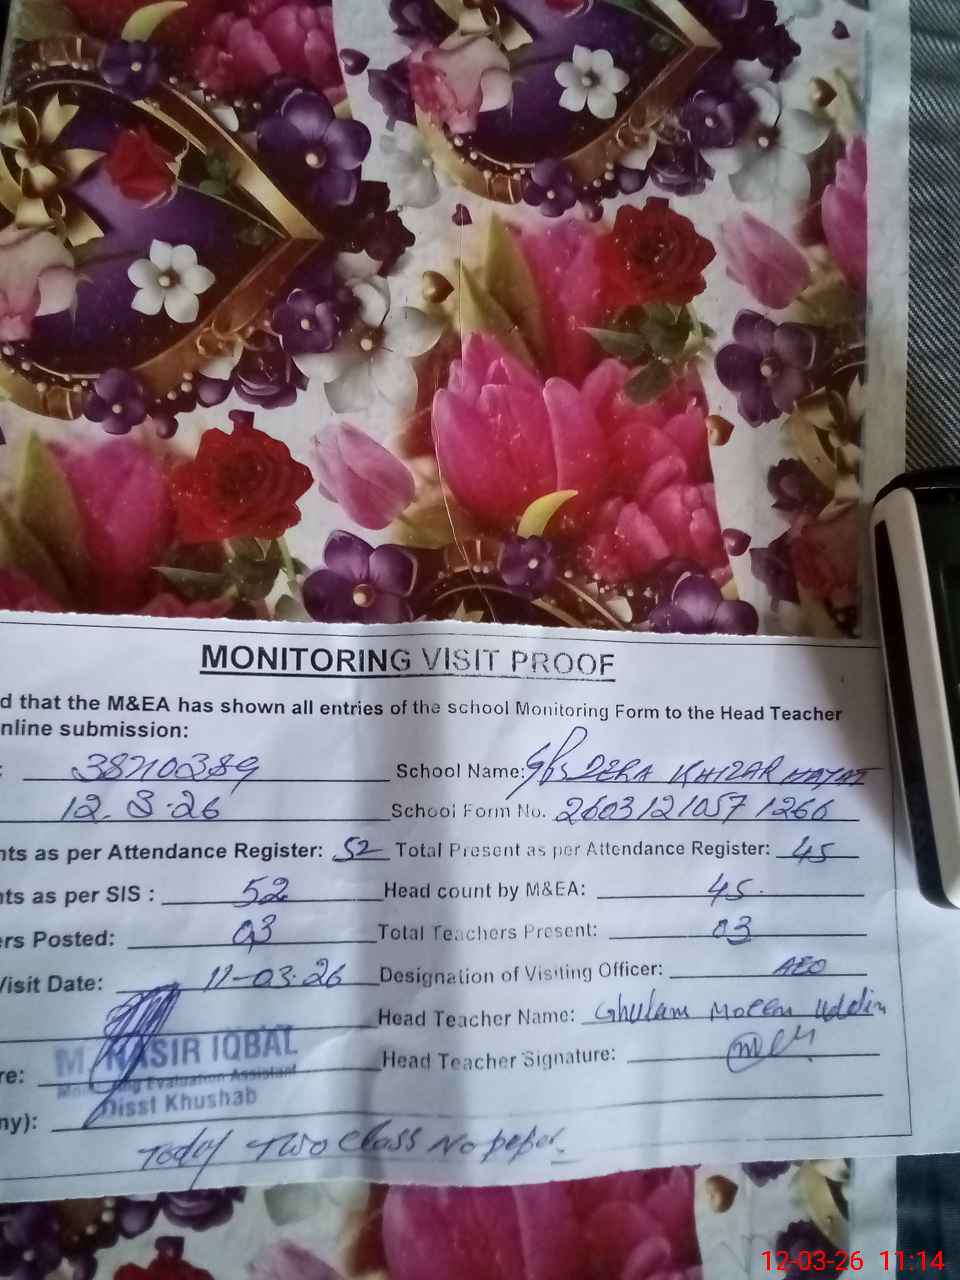 MONITORING VISIT PROOF
d that the M&EA has shown all entries of the school Monitoring Form to the Head Teacher
nline submission:
: 38710389 School Name: GPS DERA KHIZAR HAYAT
12.3.26 School Form No. 2603121057 1266
nts as per Attendance Register: 52 Total Present as per Attendance Register: 45
nts as per SIS : 52 Head count by M&EA: 45.
ers Posted: 03 Total Teachers Present: 03
Visit Date: 11-03-26 Designation of Visiting Officer: AEO
Head Teacher Name: Ghulam Moeen Uddin
M NASIR IQBAL
re: Head Teacher Signature:
Monitoring Evaluation Assistant
Disst Khushab
ny):
Today Two Class No peper.
12-03-26 11:14